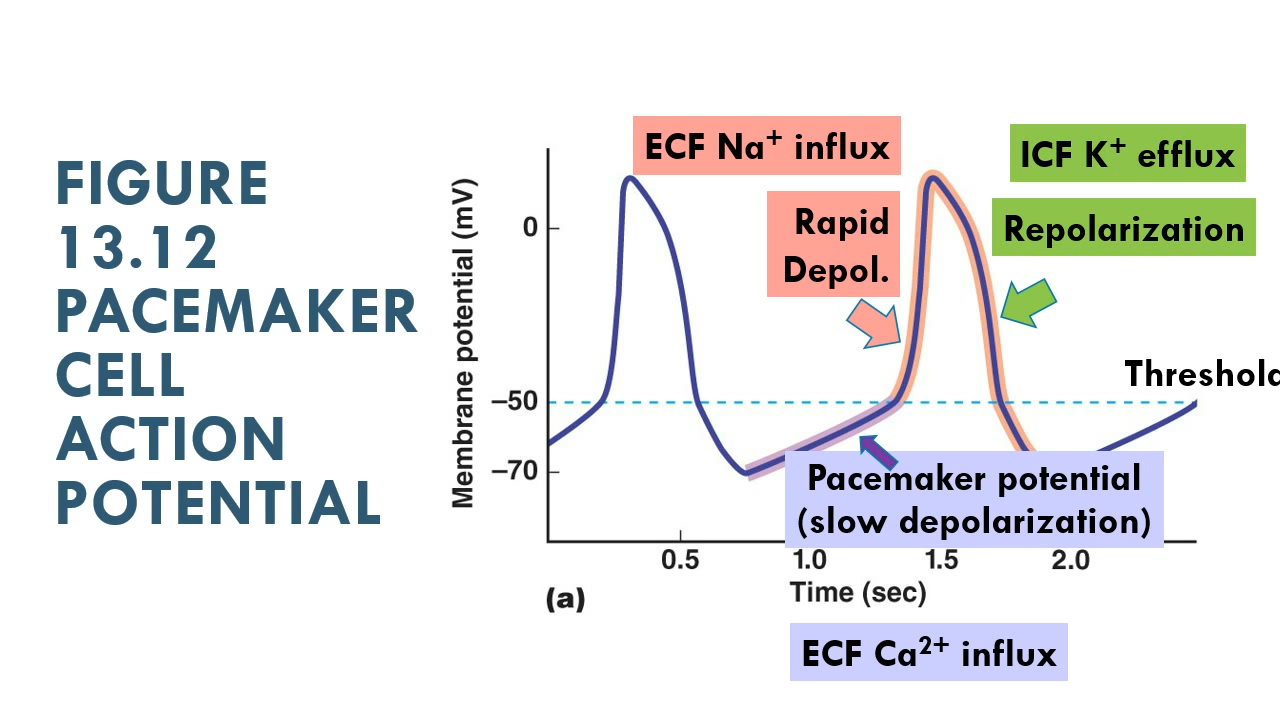 FIGURE
13.12
PACEMAKER
CELL
ACTION
POTENTIAL
ECF Na⁺ influx
ICF K⁺ efflux
Rapid
Depol.
Repolarization
Membrane potential (mV)
0
Threshold
–50
–70
Pacemaker potential
(slow depolarization)
0.5 1.0 1.5 2.0
Time (sec)
(a)
ECF Ca²⁺ influx